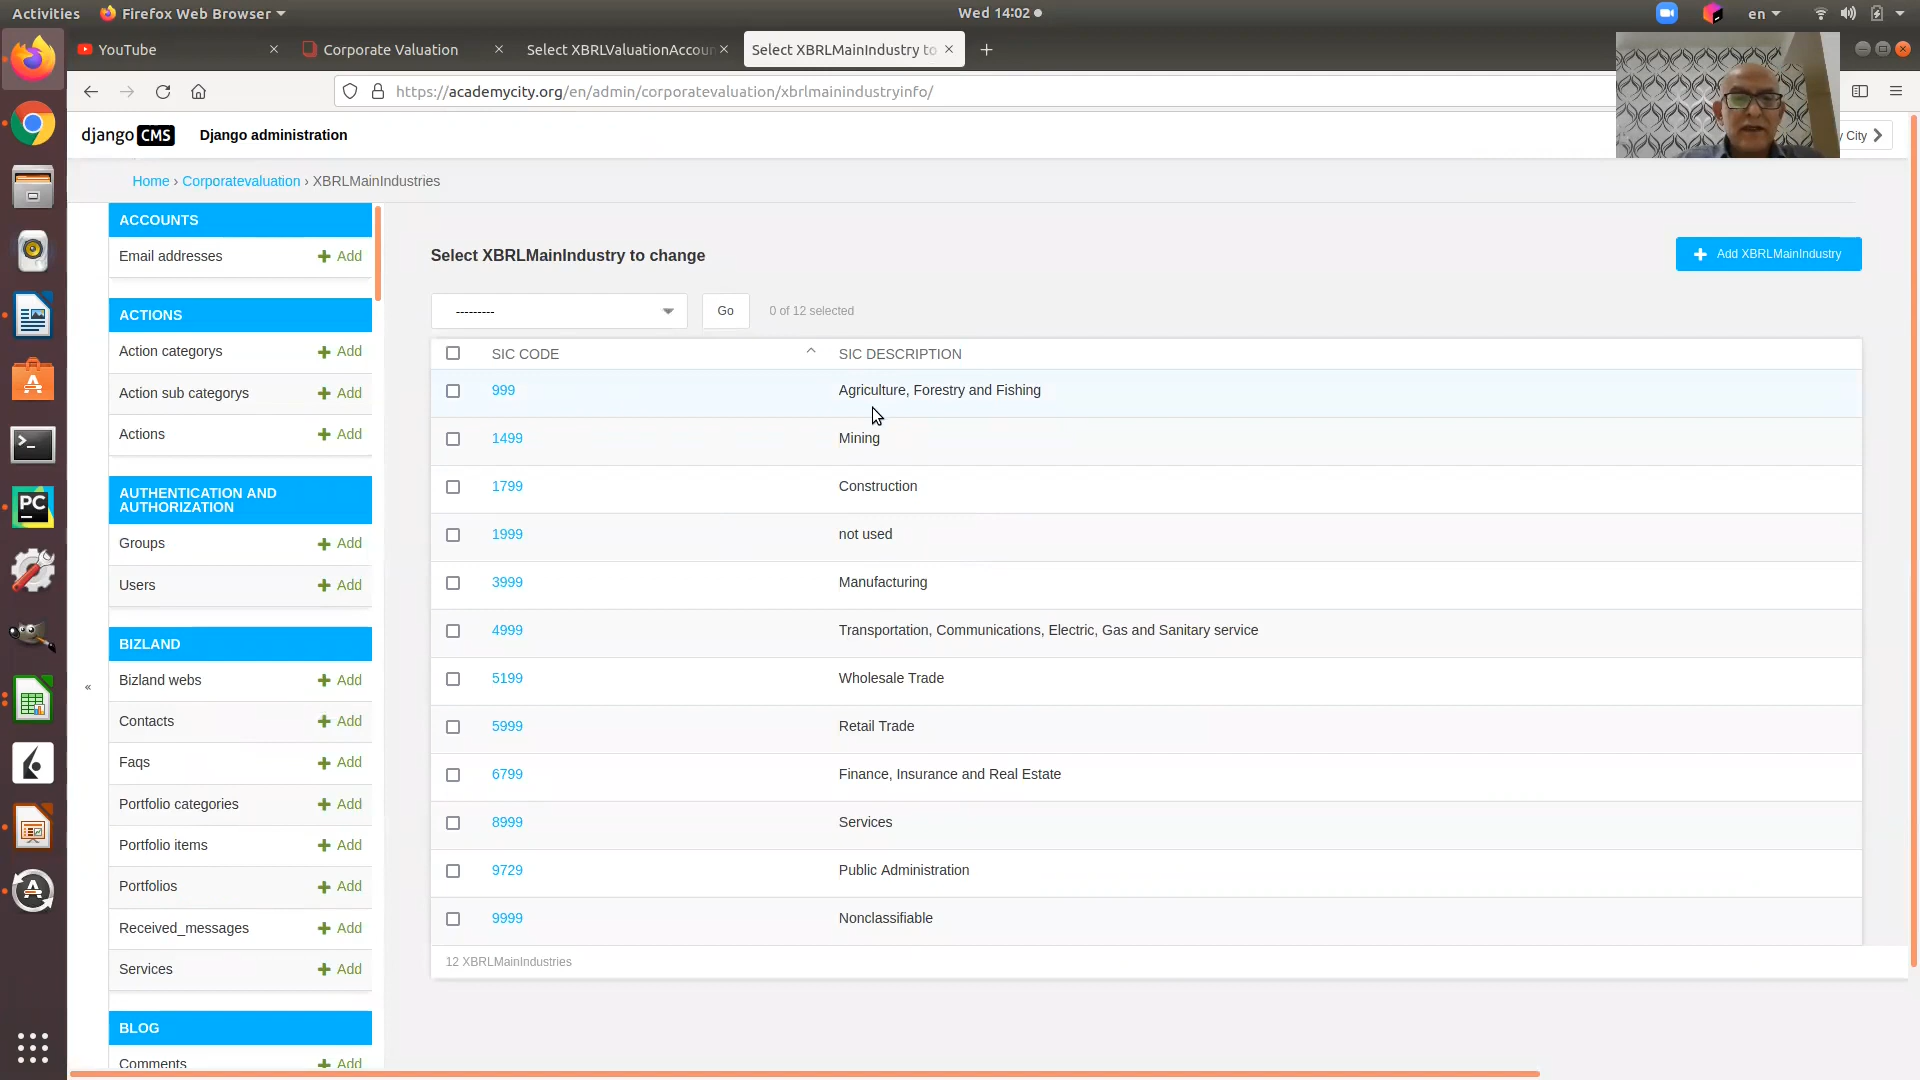 Activities
Firefox Web Browser
Wed 14:02
en
YouTube
Corporate Valuation
Select XBRLValuationAccoun
Select XBRLMainIndustry to
https://academycity.org/en/admin/corporatevaluation/xbrlmainindustryinfo/
django CMS
Django administration
City
Home › Corporatevaluation › XBRLMainIndustries
ACCOUNTS
Email addresses Add
ACTIONS
Action categorys Add
Action sub categorys Add
Actions Add
AUTHENTICATION AND
AUTHORIZATION
Groups Add
Users Add
BIZLAND
Bizland webs Add
Contacts Add
Faqs Add
Portfolio categories Add
Portfolio items Add
Portfolios Add
Received_messages Add
Services Add
BLOG
Comments Add
«
Select XBRLMainIndustry to change
Add XBRLMainIndustry
---------
Go
0 of 12 selected
SIC CODE SIC DESCRIPTION
999 Agriculture, Forestry and Fishing
1499 Mining
1799 Construction
1999 not used
3999 Manufacturing
4999 Transportation, Communications, Electric, Gas and Sanitary service
5199 Wholesale Trade
5999 Retail Trade
6799 Finance, Insurance and Real Estate
8999 Services
9729 Public Administration
9999 Nonclassifiable
12 XBRLMainIndustries
PC